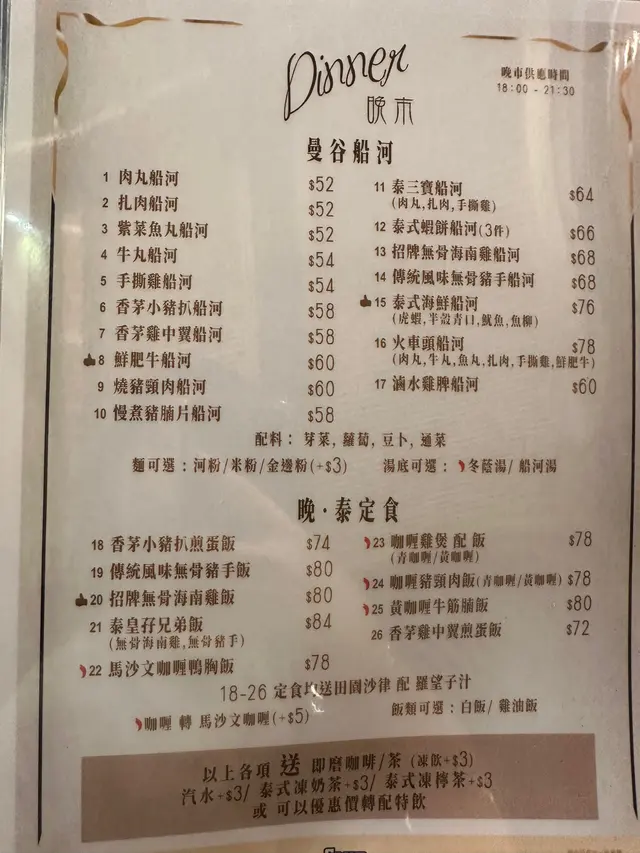 Dinner
晚市
晚市供應時間
18:00 - 21:30
曼谷船河
1 肉丸船河 $52
2 扎肉船河 $52
3 紫菜魚丸船河 $52
4 牛丸船河 $54
5 手撕雞船河 $54
6 香茅小豬扒船河 $58
7 香茅雞中翼船河 $58
8 鮮肥牛船河 $60
9 燒豬頸肉船河 $60
10 慢煮豬腩片船河 $58
11 泰三寶船河 $64
(肉丸,扎肉,手撕雞)
12 泰式蝦餅船河(3件) $66
13 招牌無骨海南雞船河 $68
14 傳統風味無骨豬手船河 $68
15 泰式海鮮船河 $76
(虎蝦,半殼青口,魷魚,魚柳)
16 火車頭船河 $78
(肉丸,牛丸,魚丸,扎肉,手撕雞,鮮肥牛)
17 滷水雞髀船河 $60
配料： 芽菜, 蘿蔔, 豆卜, 通菜
麵可選：河粉/米粉/金邊粉(+$3) 湯底可選： 冬蔭湯/ 船河湯
晚·泰定食
18 香茅小豬扒煎蛋飯 $74
19 傳統風味無骨豬手飯 $80
20 招牌無骨海南雞飯 $80
21 泰皇孖兄弟飯 $84
(無骨海南雞,無骨豬手)
22 馬沙文咖喱鴨胸飯 $78
23 咖喱雞煲 配 飯 $78
(青咖喱/黃咖喱)
24 咖喱豬頸肉飯(青咖喱/黃咖喱) $78
25 黃咖喱牛筋腩飯 $80
26 香茅雞中翼煎蛋飯 $72
18-26 定食均送田園沙律 配 羅望子汁
咖喱 轉 馬沙文咖喱(+$5) 飯類可選：白飯/ 雞油飯
以上各項 送 即磨咖啡/茶 (凍飲+$3)
汽水+$3/ 泰式凍奶茶+$3/ 泰式凍檸茶+$3
或 可以優惠價轉配特飲